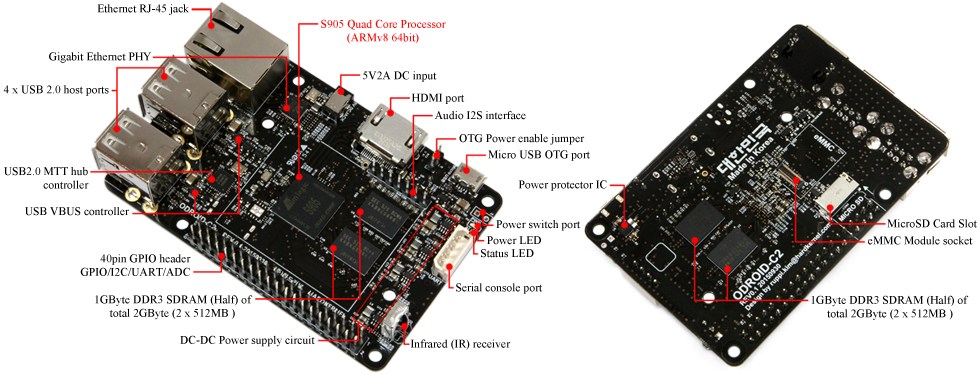 Ethernet RJ-45 jack
S905 Quad Core Processor
(ARMv8 64bit)
Gigabit Ethernet PHY
5V2A DC input
4 x USB 2.0 host ports
HDMI port
Audio I2S interface
OTG Power enable jumper
Micro USB OTG port
USB2.0 MTT hub
controller
USB VBUS controller
Power switch port
Power LED
Status LED
40pin GPIO header
GPIO/I2C/UART/ADC
Serial console port
1GByte DDR3 SDRAM (Half) of
total 2GByte (2 x 512MB )
DC-DC Power supply circuit
Infrared (IR) receiver
S905
대한민국
Made in Korea
eMMC
Power protector IC
MICRO SD
MicroSD Card Slot
eMMC Module socket
1GByte DDR3 SDRAM (Half) of
total 2GByte (2 x 512MB )
ODROID-C2